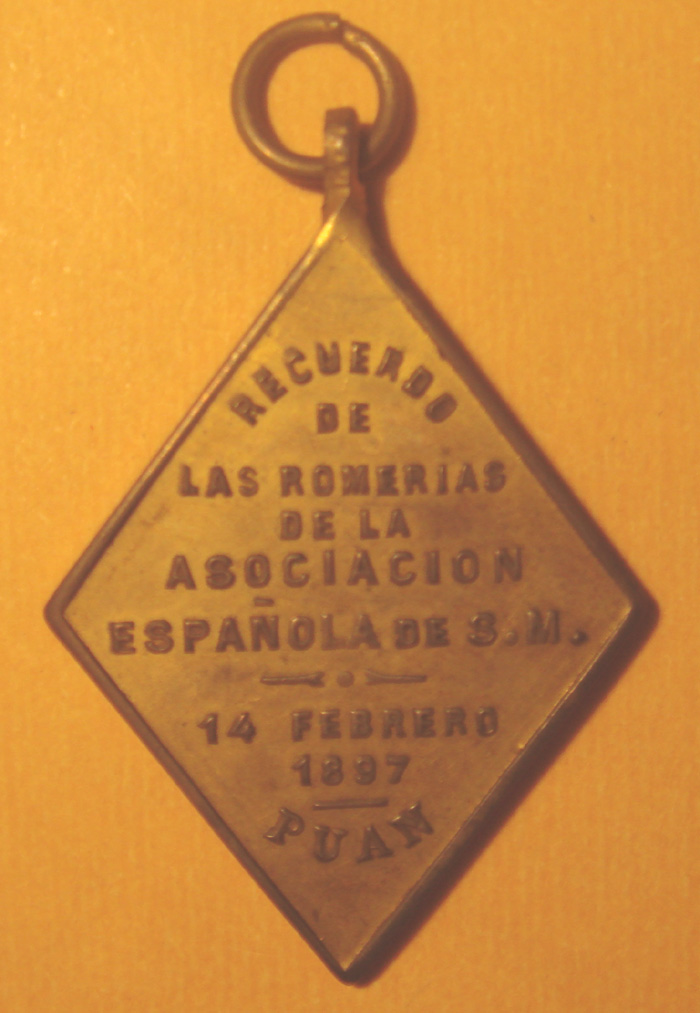 RECUERDO
DE
LAS ROMERIAS
DE LA
ASOCIACION
ESPAÑOLA DE S.M.
14 FEBRERO
1897
PUAN